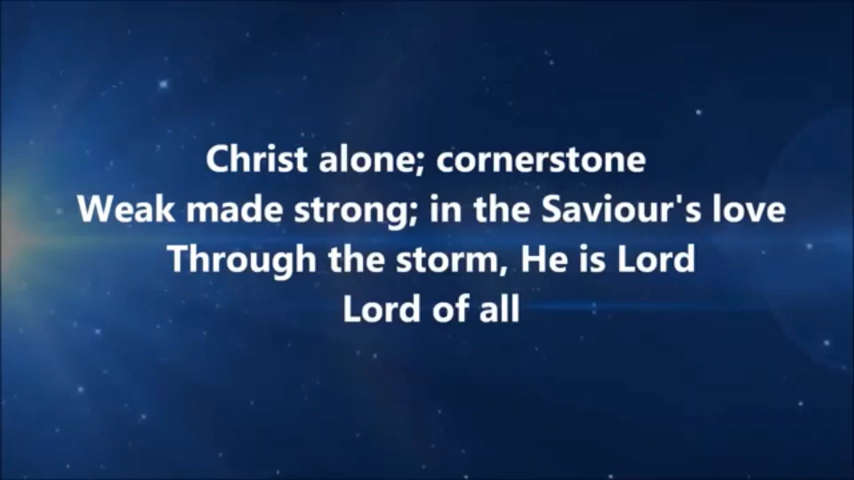 Christ alone; cornerstone
Weak made strong; in the Saviour's love
Through the storm, He is Lord
Lord of all